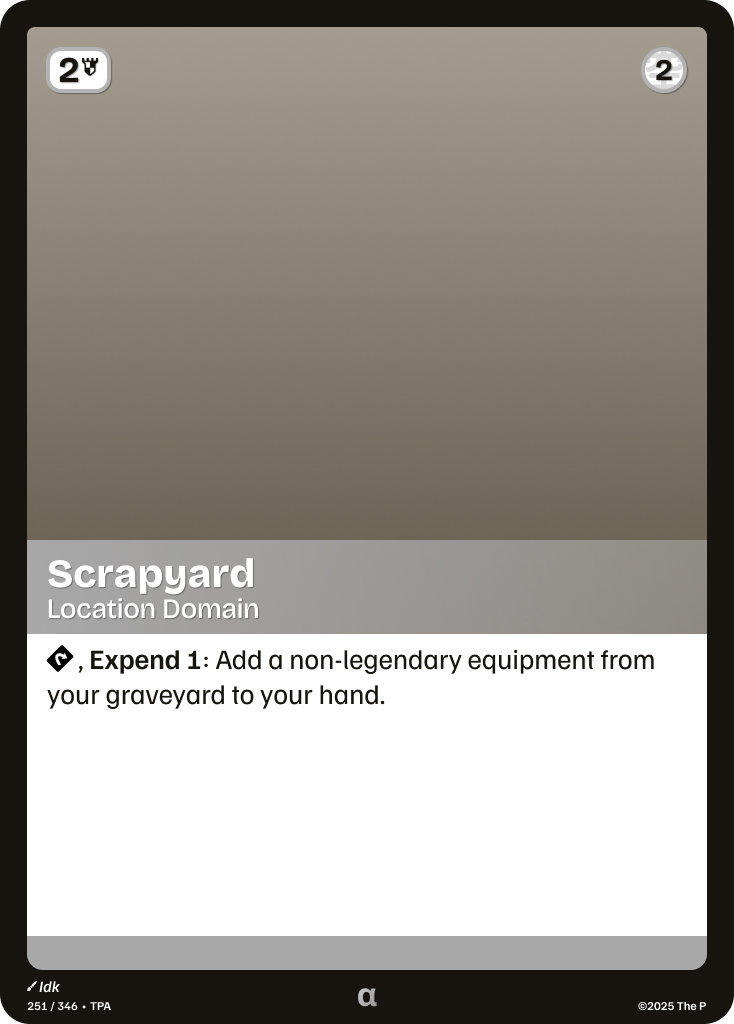 2
2
Scrapyard
Location Domain
, Expend 1: Add a non-legendary equipment from
your graveyard to your hand.
Idk
251 / 346 • TPA
α
©2025 The P